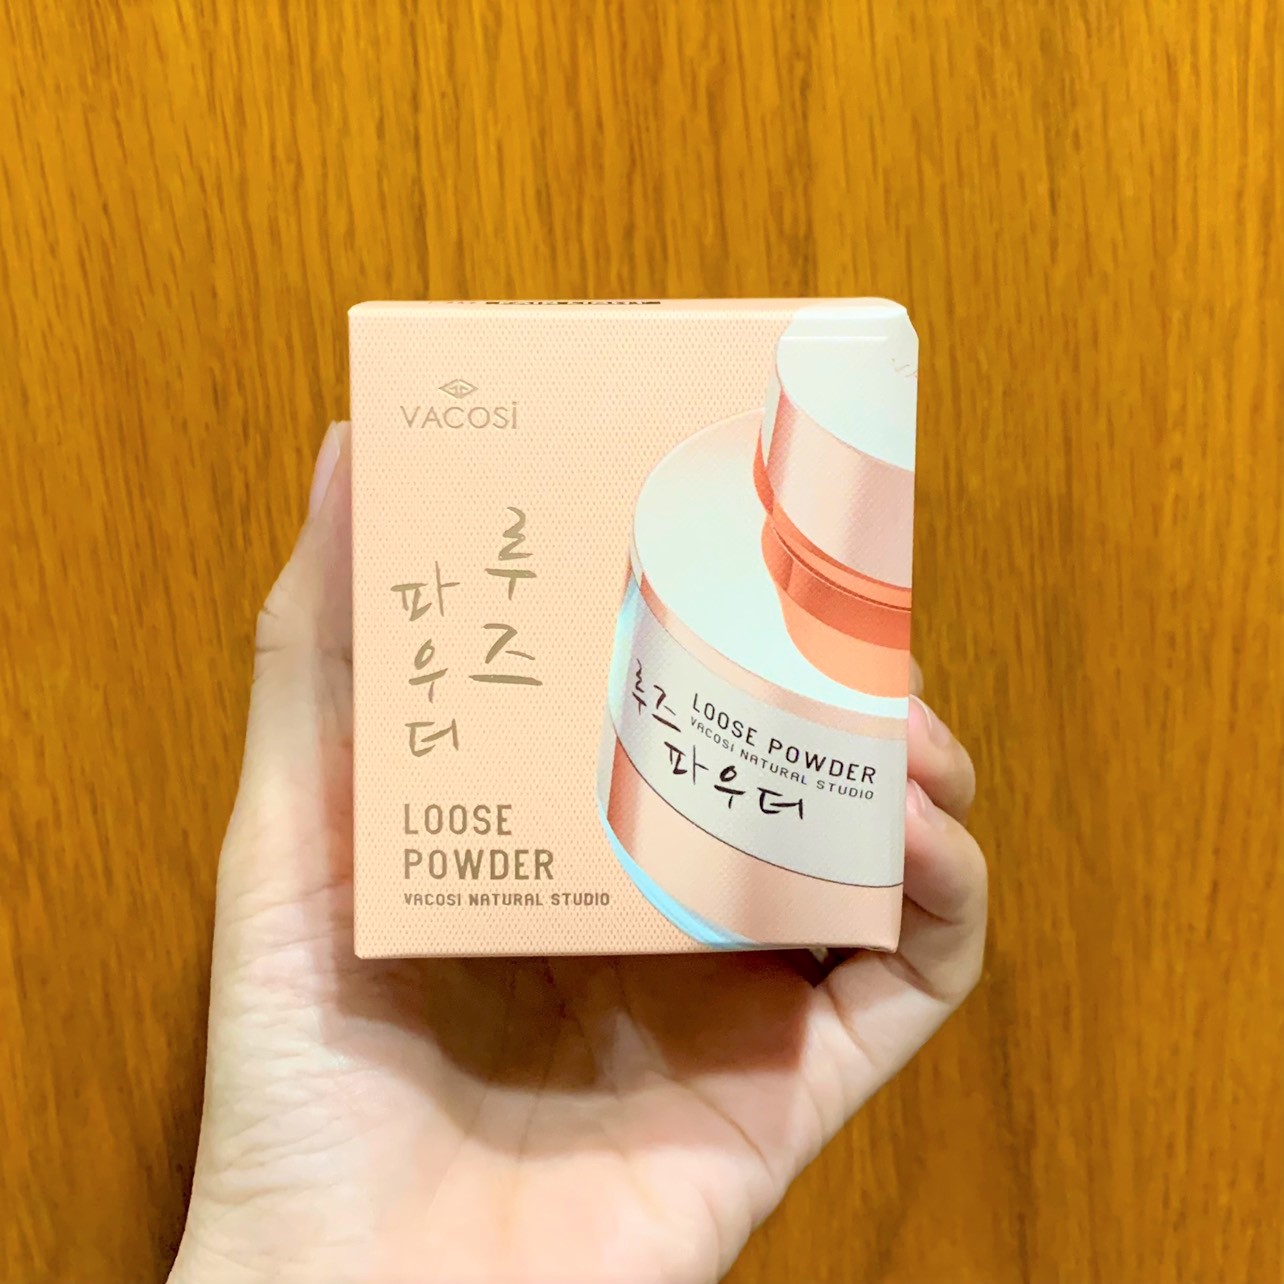 VACOSI
루즈
파우더
LOOSE
POWDER
VACOSI NATURAL STUDIO
루즈
LOOSE POWDER
VACOSI NATURAL STUDIO
파우더